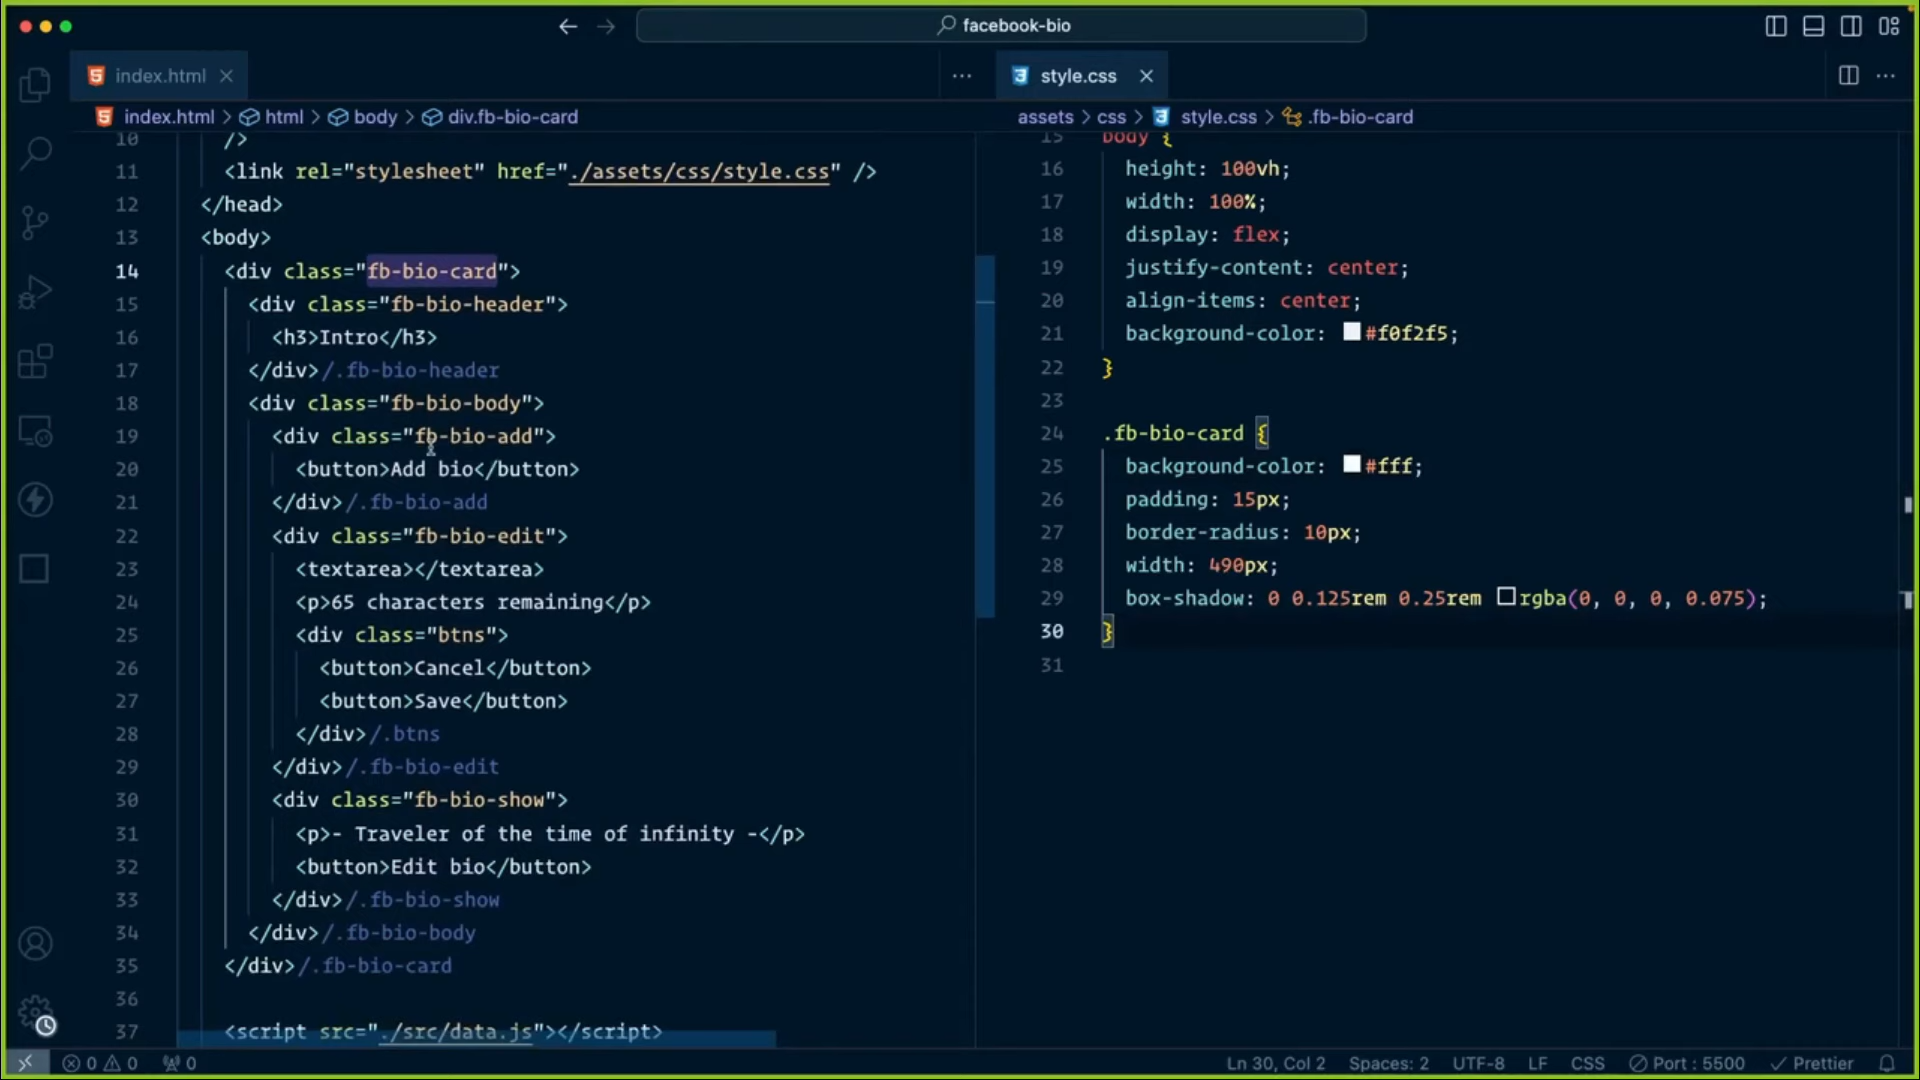 facebook-bio
index.html
style.css
index.html > html > body > div.fb-bio-card
assets > css > style.css > .fb-bio-card
10 />
11 <link rel="stylesheet" href="./assets/css/style.css" />
12 </head>
13 <body>
14 <div class="fb-bio-card">
15 <div class="fb-bio-header">
16 <h3>Intro</h3>
17 </div>/.fb-bio-header
18 <div class="fb-bio-body">
19 <div class="fb-bio-add">
20 <button>Add bio</button>
21 </div>/.fb-bio-add
22 <div class="fb-bio-edit">
23 <textarea></textarea>
24 <p>65 characters remaining</p>
25 <div class="btns">
26 <button>Cancel</button>
27 <button>Save</button>
28 </div>/.btns
29 </div>/.fb-bio-edit
30 <div class="fb-bio-show">
31 <p>- Traveler of the time of infinity -</p>
32 <button>Edit bio</button>
33 </div>/.fb-bio-show
34 </div>/.fb-bio-body
35 </div>/.fb-bio-card
36
37 <script src="./src/data.js"></script>
15 body {
16 height: 100vh;
17 width: 100%;
18 display: flex;
19 justify-content: center;
20 align-items: center;
21 background-color: #f0f2f5;
22 }
23
24 .fb-bio-card {
25 background-color: #fff;
26 padding: 15px;
27 border-radius: 10px;
28 width: 490px;
29 box-shadow: 0 0.125rem 0.25rem rgba(0, 0, 0, 0.075);
30 }
31
0 0 0 Ln 30, Col 2 Spaces: 2 UTF-8 LF CSS Port : 5500 Prettier